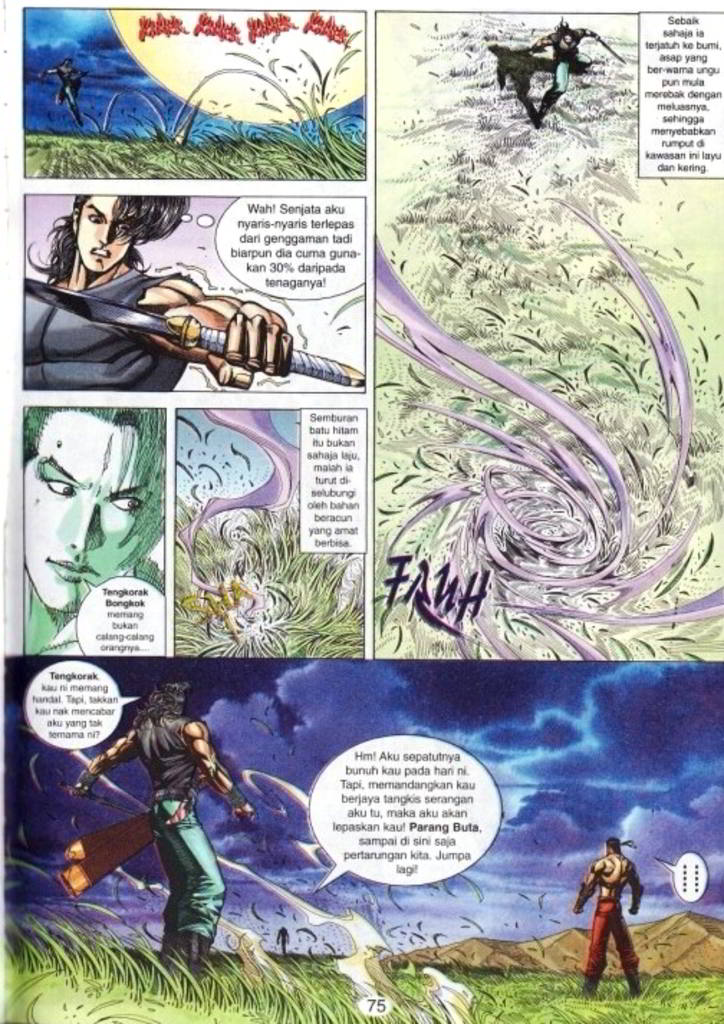 Wah! Senjata aku
nyaris-nyaris terlepas
dari genggaman tadi
biarpun dia cuma guna-
kan 30% daripada
tenaganya!
Tengkorak
Bongkok
memang
bukan
calang-calang
orangnya....
Semburan
batu hitam
itu bukan
sahaja laju,
malah ia
turut di-
selubungi
oleh bahan
beracun
yang amat
berbisa.
Sebaik
sahaja ia
terjatuh ke bumi,
asap yang
ber-warna ungu
pun mula
merebak dengan
meluasnya,
sehingga
menyebabkan
rumput di
kawasan ini layu
dan kering.
Tengkorak,
kau ni memang
handal. Tapi, takkan
kau nak mencabar
aku yang tak
ternama ni?
Hm! Aku sepatutnya
bunuh kau pada hari ni.
Tapi, memandangkan kau
berjaya tangkis serangan
aku tu, maka aku akan
lepaskan kau! Parang Buta,
sampai di sini saja
pertarungan kita. Jumpa
lagi!
75